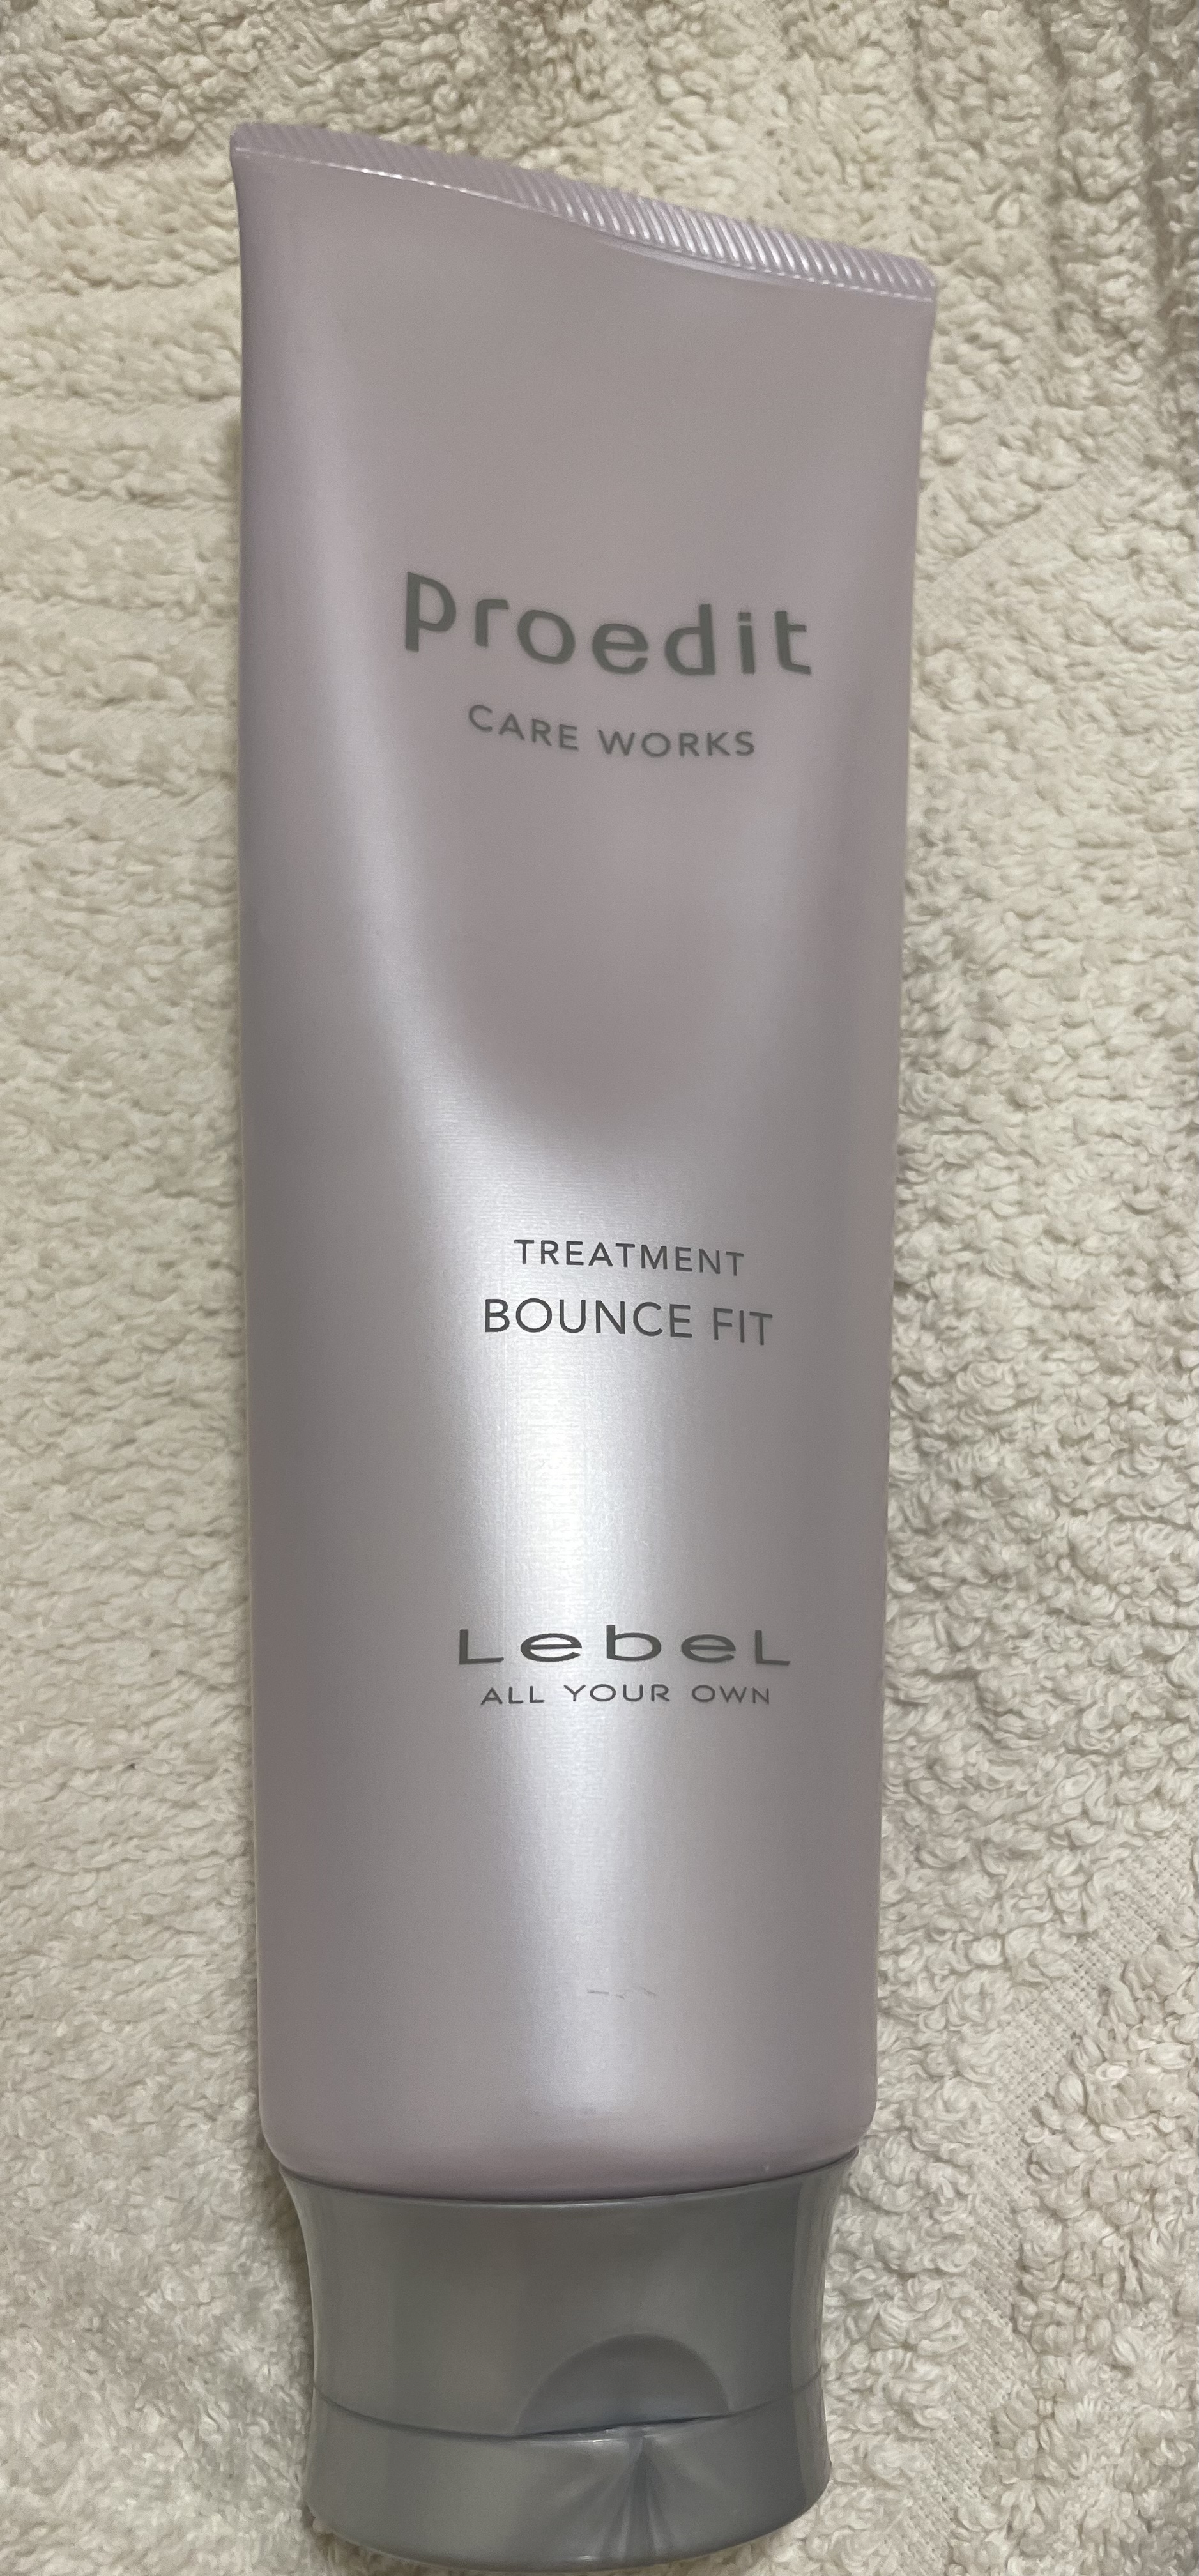 proedit
CARE WORKS
TREATMENT
BOUNCE FIT
LebeL
ALL YOUR OWN